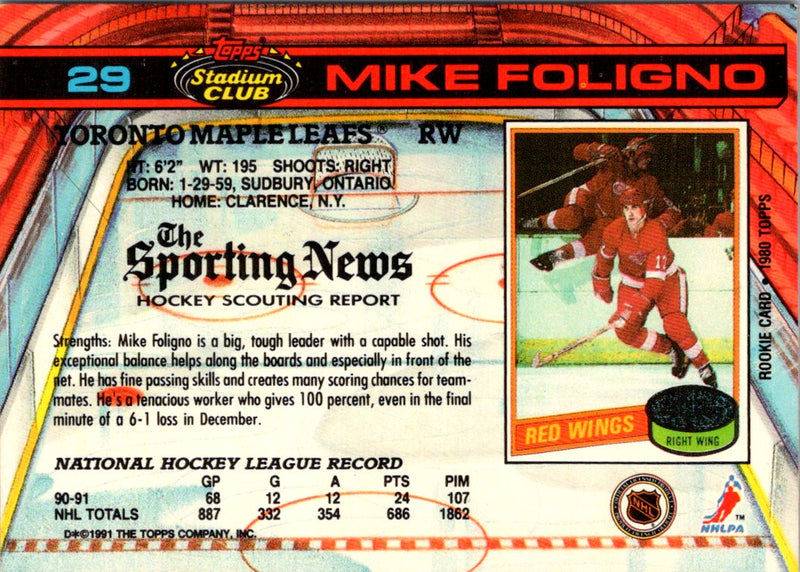 29
Topps
Stadium
CLUB
MIKE FOLIGNO
TORONTO MAPLE LEAFS® RW
HT: 6'2" WT: 195 SHOOTS: RIGHT
BORN: 1-29-59, SUDBURY, ONTARIO
HOME: CLARENCE, N.Y.
The
Sporting News
HOCKEY SCOUTING REPORT
Strengths: Mike Foligno is a big, tough leader with a capable shot. His
exceptional balance helps along the boards and especially in front of the
net. He has fine passing skills and creates many scoring chances for team-
mates. He's a tenacious worker who gives 100 percent, even in the final
minute of a 6-1 loss in December.
NATIONAL HOCKEY LEAGUE RECORD
GP G A PTS PIM
90-91 68 12 12 24 107
NHL TOTALS 887 332 354 686 1862
D✻©1991 THE TOPPS COMPANY, INC.
17
RED WINGS
RIGHT WING
ROOKIE CARD • 1980 TOPPS
NHL
NHLPA
™